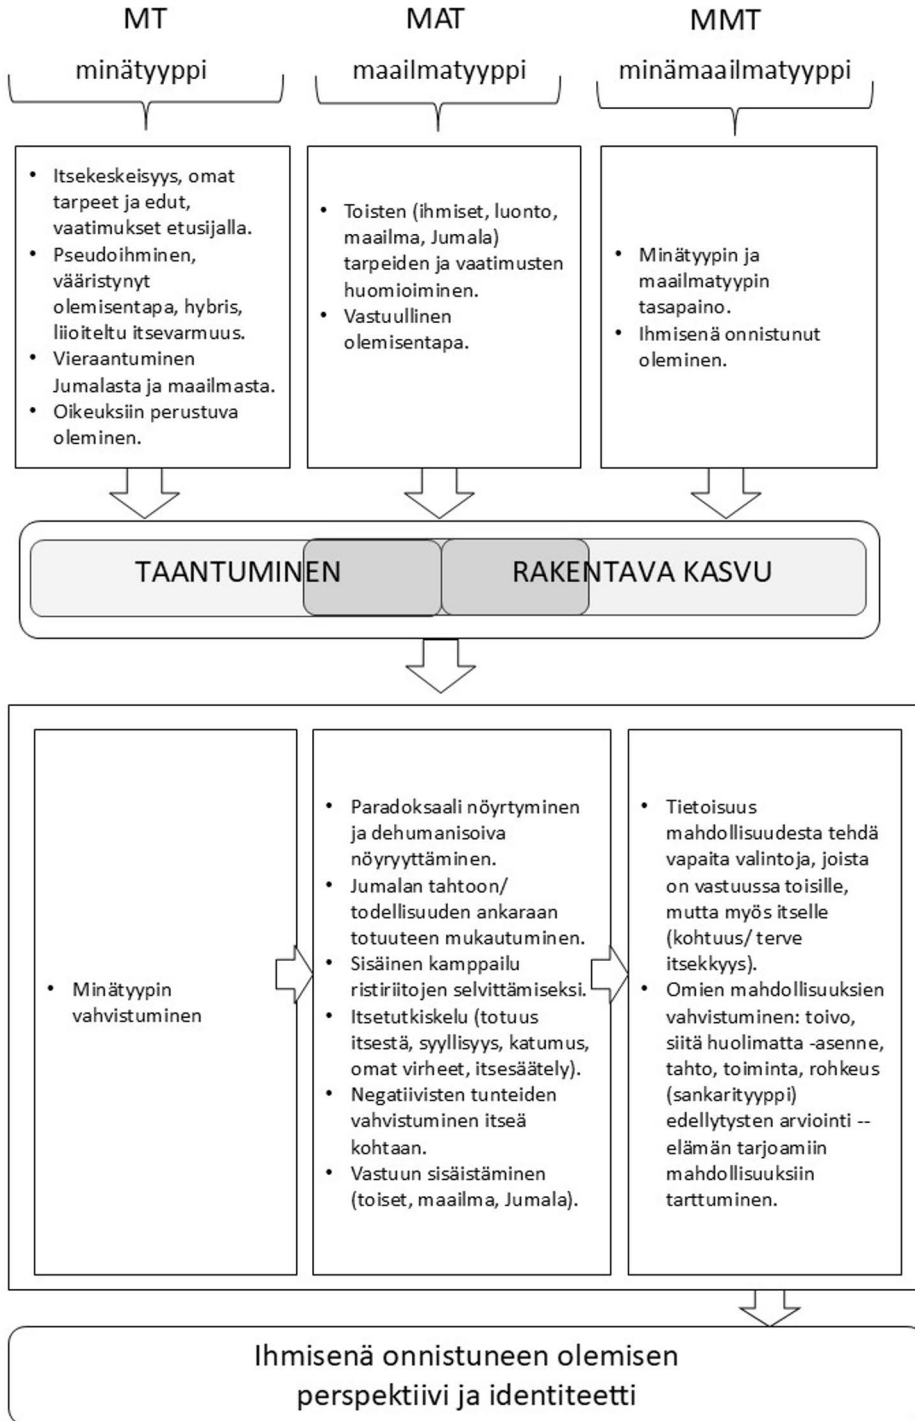 MT
minätyyppi
MAT
maailmatyyppi
MMT
minämaailmatyyppi
• Itsekeskeisyys, omat
tarpeet ja edut,
vaatimukset etusijalla.
• Pseudoihminen,
vääristynyt
olemisentapa, hybris,
liioiteltu itsevarmuus.
• Vieraantuminen
Jumalasta ja maailmasta.
• Oikeuksiin perustuva
oleminen.
• Toisten (ihmiset, luonto,
maailma, Jumala)
tarpeiden ja vaatimusten
huomioiminen.
• Vastuullinen
olemisentapa.
• Minätyypin ja
maailmatyypin
tasapaino.
• Ihmisenä onnistunut
oleminen.
TAANTUMINEN
RAKENTAVA KASVU
• Minätyypin
vahvistuminen
• Paradoksaali nöyrtyminen
ja dehumanisoiva
nöyryyttäminen.
• Jumalan tahtoon/
todellisuuden ankaraan
totuuteen mukautuminen.
• Sisäinen kamppailu
ristiriitojen selvittämiseksi.
• Itsetutkiskelu (totuus
itsestä, syyllisyys, katumus,
omat virheet, itsesäätely).
• Negatiivisten tunteiden
vahvistuminen itseä
kohtaan.
• Vastuun sisäistäminen
(toiset, maailma, Jumala).
• Tietoisuus
mahdollisuudesta tehdä
vapaita valintoja, joista
on vastuussa toisille,
mutta myös itselle
(kohtuus/ terve
itsekkyys).
• Omien mahdollisuuksien
vahvistuminen: toivo,
siitä huolimatta -asenne,
tahto, toiminta, rohkeus
(sankarityyppi)
edellytysten arviointi --
elämän tarjoamiin
mahdollisuuksiin
tarttuminen.
Ihmisenä onnistuneen olemisen
perspektiivi ja identiteetti